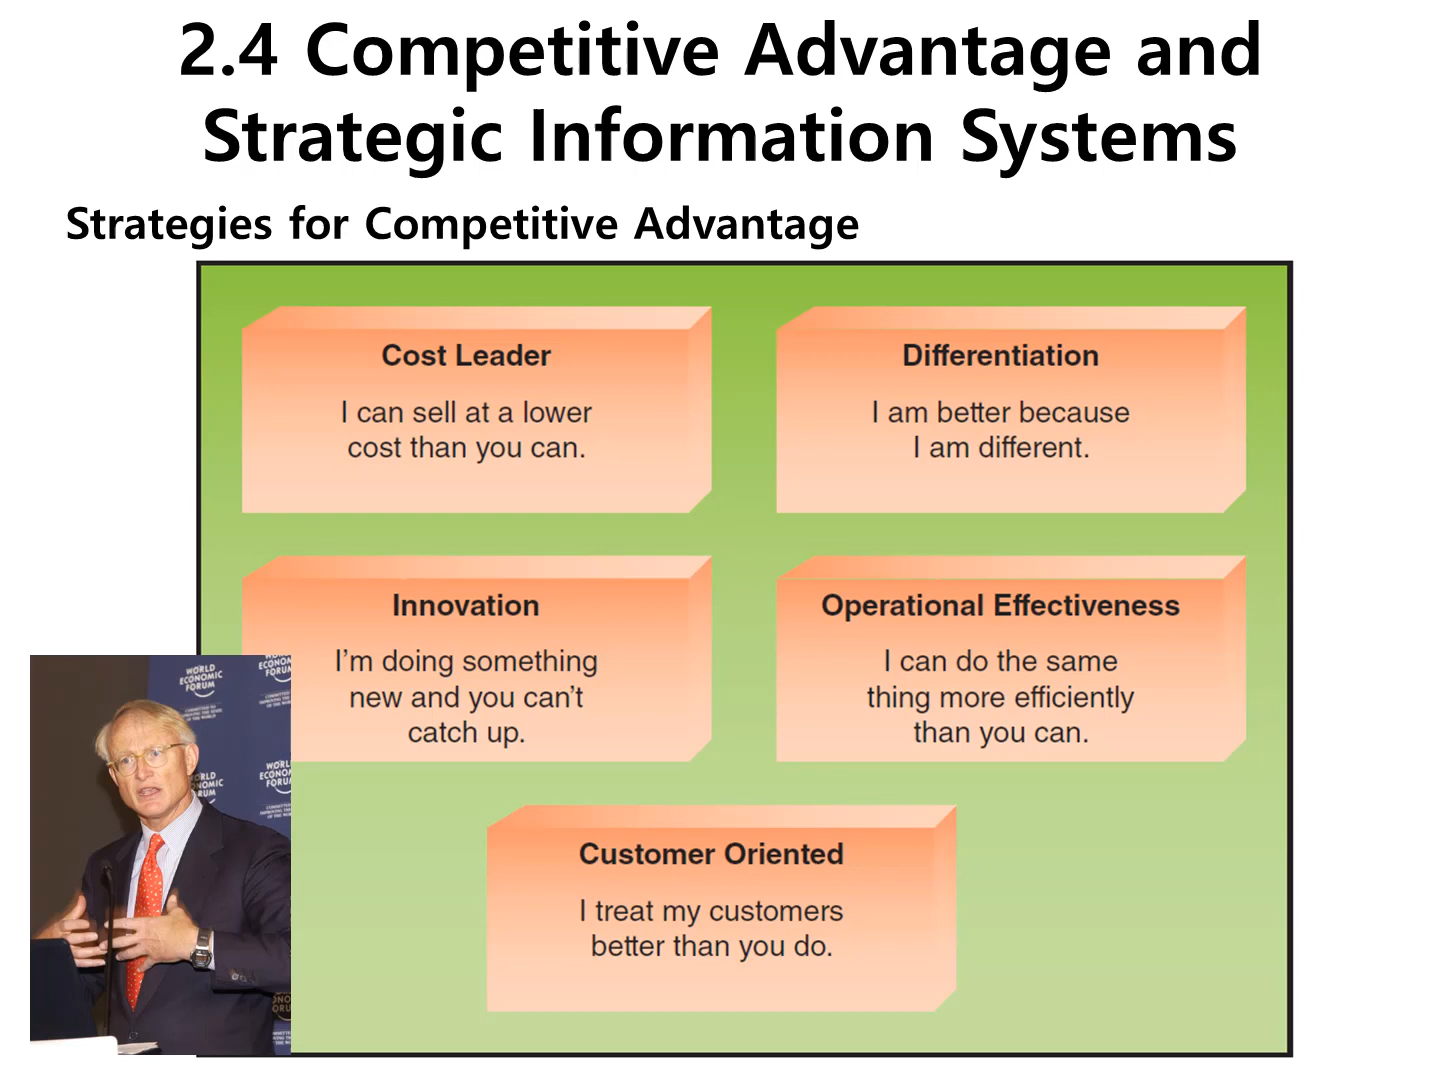 2.4 Competitive Advantage and
Strategic Information Systems
Strategies for Competitive Advantage
Cost Leader
I can sell at a lower
cost than you can.
Differentiation
I am better because
I am different.
Innovation
I'm doing something
new and you can't
catch up.
Operational Effectiveness
I can do the same
thing more efficiently
than you can.
Customer Oriented
I treat my customers
better than you do.
WORLD
ECONOMIC
FORUM